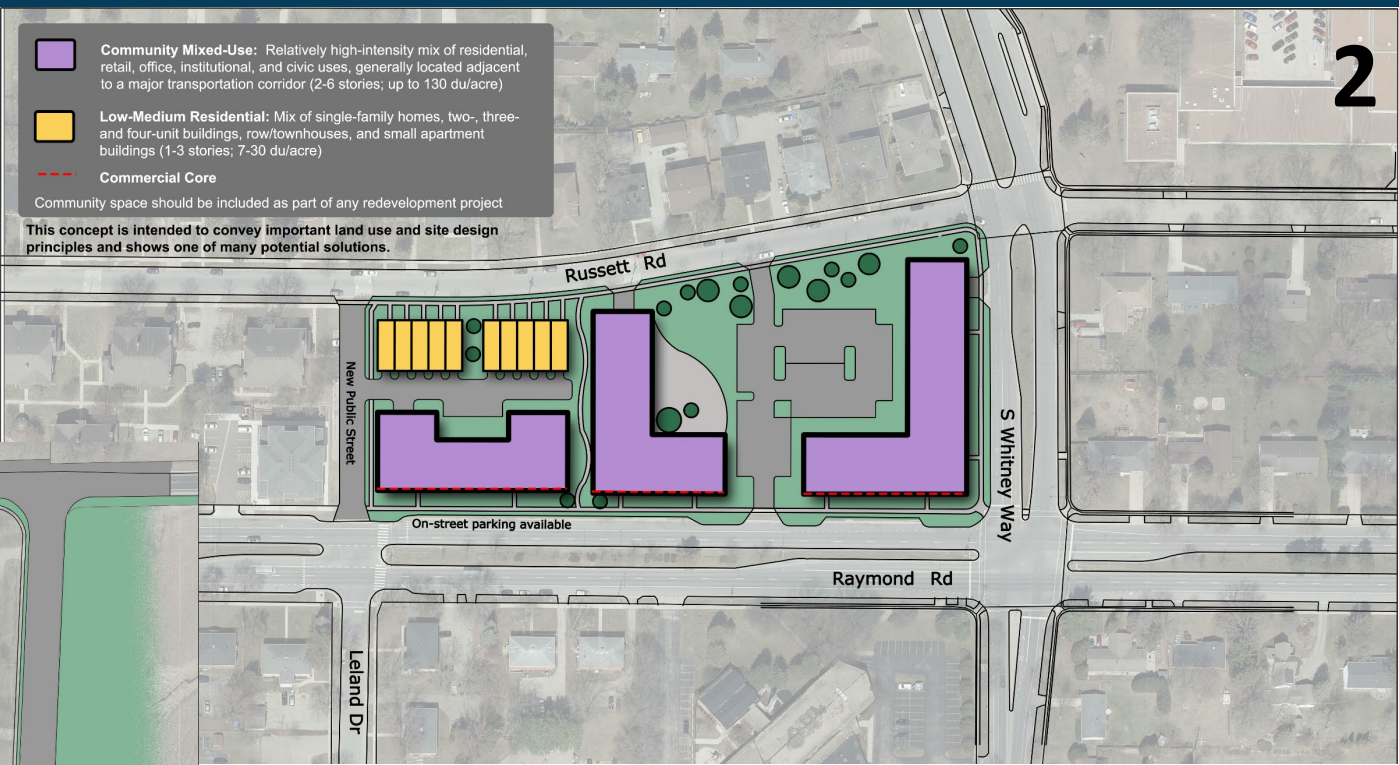 2
Community Mixed-Use: Relatively high-intensity mix of residential,
retail, office, institutional, and civic uses, generally located adjacent
to a major transportation corridor (2-6 stories; up to 130 du/acre)
Low-Medium Residential: Mix of single-family homes, two-, three-
and four-unit buildings, row/townhouses, and small apartment
buildings (1-3 stories; 7-30 du/acre)
Commercial Core
Community space should be included as part of any redevelopment project
This concept is intended to convey important land use and site design
principles and shows one of many potential solutions.
Russett Rd
New Public Street
S Whitney Way
On-street parking available
Raymond Rd
Leland Dr